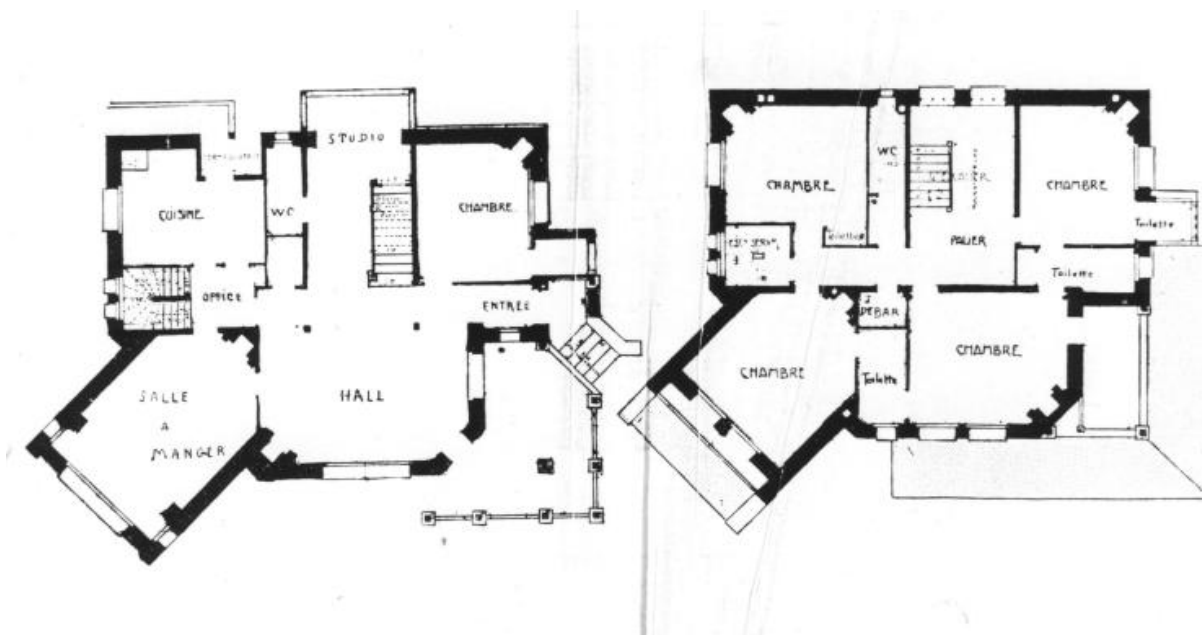 STUDIO
CUISINE
WC
CHAMBRE
OFFICE
ENTREE
SALLE
A
MANGER
HALL
CHAMBRE
WC
CHAMBRE
PALIER
Toilette
Toilette
DEBAR
CHAMBRE
CHAMBRE
Toilette